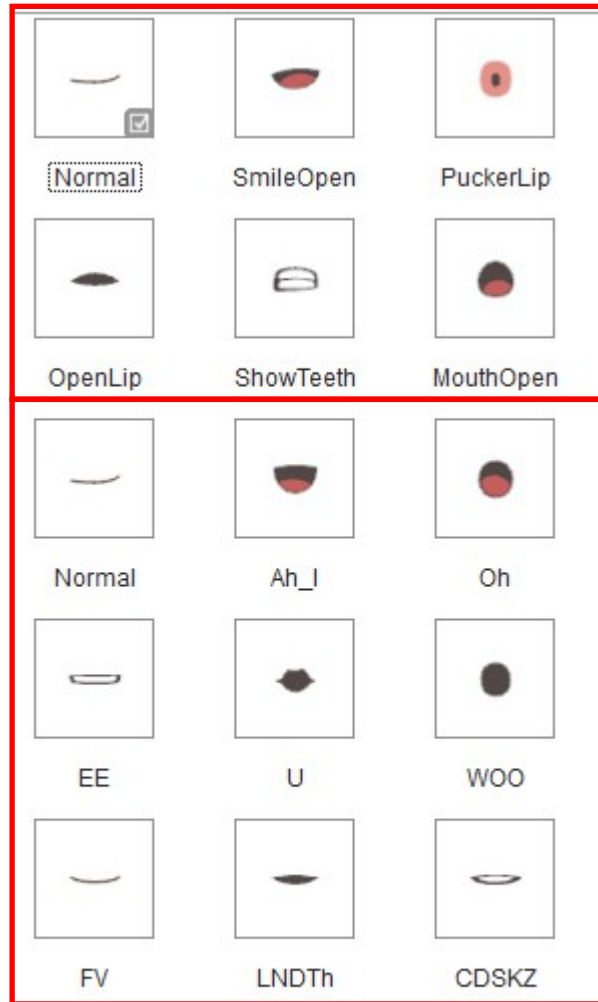 Normal SmileOpen PuckerLip
OpenLip ShowTeeth MouthOpen
Normal Ah_I Oh
EE U WOO
FV LNDTh CDSKZ